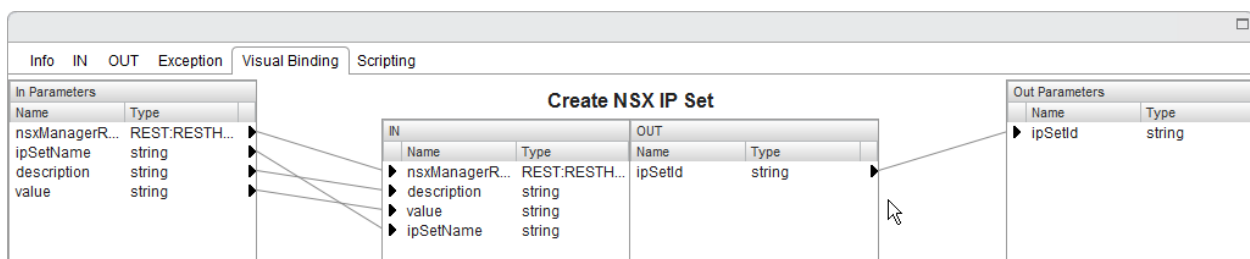 Info IN OUT Exception Visual Binding Scripting
In Parameters
Name Type
nsxManagerR... REST:RESTH...
ipSetName string
description string
value string
Create NSX IP Set
IN OUT
Name Type Name Type
nsxManagerR... REST:RESTH... ipSetId string
description string
value string
ipSetName string
Out Parameters
Name Type
ipSetId string